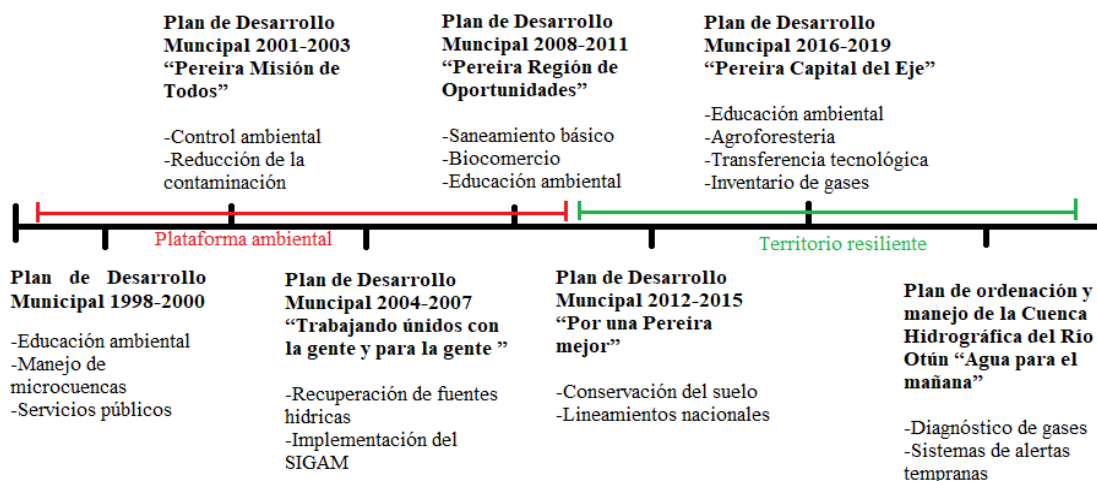 Plan de Desarrollo
Muncipal 2001-2003
“Pereira Misión de
Todos”
-Control ambiental
-Reducción de la
contaminación
Plan de Desarrollo
Muncipal 2008-2011
“Pereira Región de
Oportunidades”
-Saneamiento básico
-Biocomercio
-Educación ambiental
Plan de Desarrollo
Muncipal 2016-2019
“Pereira Capital del Eje”
-Educación ambiental
-Agroforesteria
-Transferencia tecnológica
-Inventario de gases
Plataforma ambiental
Territorio resiliente
Plan de Desarrollo
Municipal 1998-2000
-Educación ambiental
-Manejo de
microcuencas
-Servicios públicos
Plan de Desarrollo
Muncipal 2004-2007
“Trabajando únidos con
la gente y para la gente ”
-Recuperación de fuentes
hídricas
-Implementación del
SIGAM
Plan de Desarrollo
Muncipal 2012-2015
“Por una Pereira
mejor”
-Conservación del suelo
-Lineamientos nacionales
Plan de ordenación y
manejo de la Cuenca
Hidrográfica del Río
Otún “Agua para el
mañana”
-Diagnóstico de gases
-Sistemas de alertas
tempranas